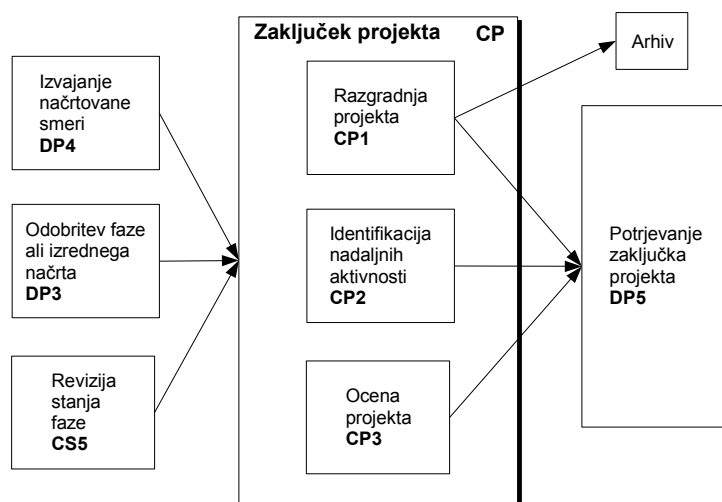 Zaključek projekta CP
Izvajanje
načrtovane
smeri
DP4
Odobritev faze
ali izrednega
načrta
DP3
Revizija
stanja
faze
CS5
Razgradnja
projekta
CP1
Identifikacija
nadaljnih
aktivnosti
CP2
Ocena
projekta
CP3
Arhiv
Potrjevanje
zaključka
projekta
DP5